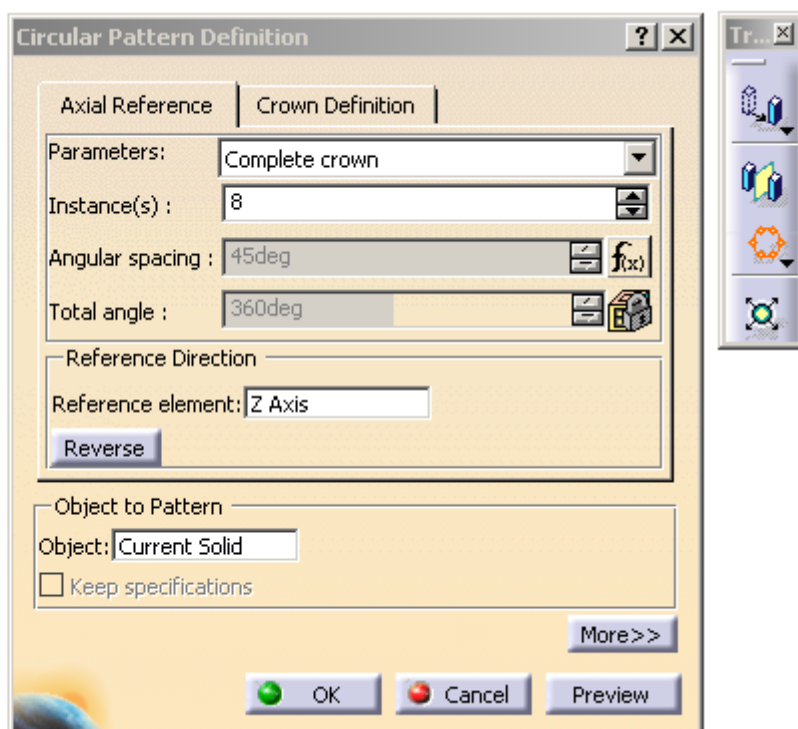 Circular Pattern Definition
Tr...
Axial Reference
Crown Definition
Parameters: Complete crown
Instance(s) : 8
Angular spacing : 45deg f(x)
Total angle : 360deg
Reference Direction
Reference element: Z Axis
Reverse
Object to Pattern
Object: Current Solid
Keep specifications
More>>
OK Cancel Preview